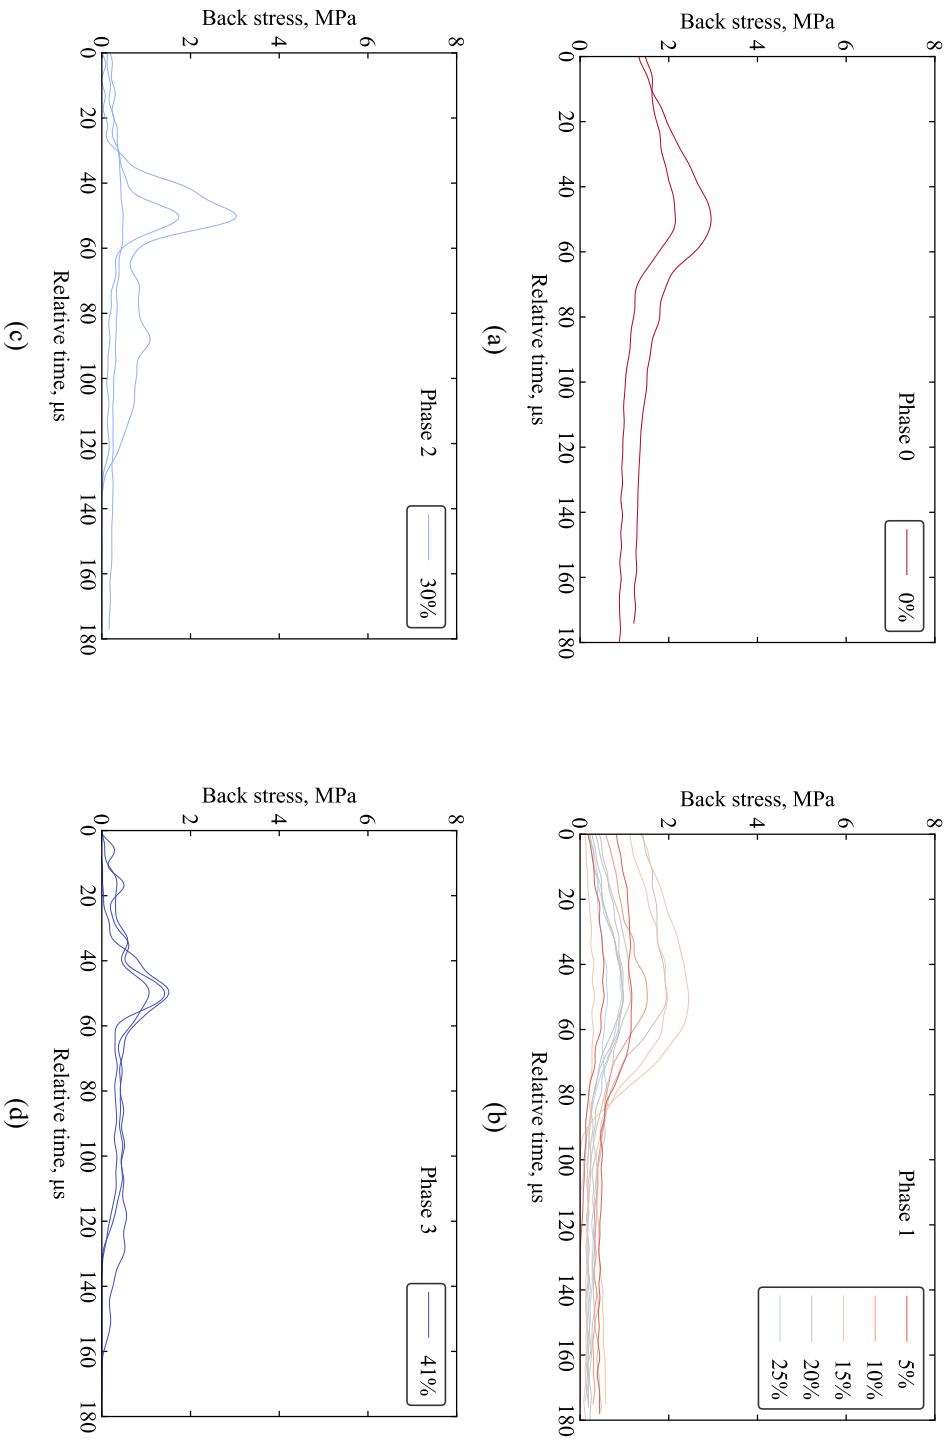 Back stress, MPa
8
6
4
2
0
0 20 40 60 80 100 120 140 160 180
Relative time, μs
Phase 0
0%
(a)
Back stress, MPa
8
6
4
2
0
0 20 40 60 80 100 120 140 160 180
Relative time, μs
Phase 1
5%
10%
15%
20%
25%
(b)
Back stress, MPa
8
6
4
2
0
0 20 40 60 80 100 120 140 160 180
Relative time, μs
Phase 2
30%
(c)
Back stress, MPa
8
6
4
2
0
0 20 40 60 80 100 120 140 160 180
Relative time, μs
Phase 3
41%
(d)